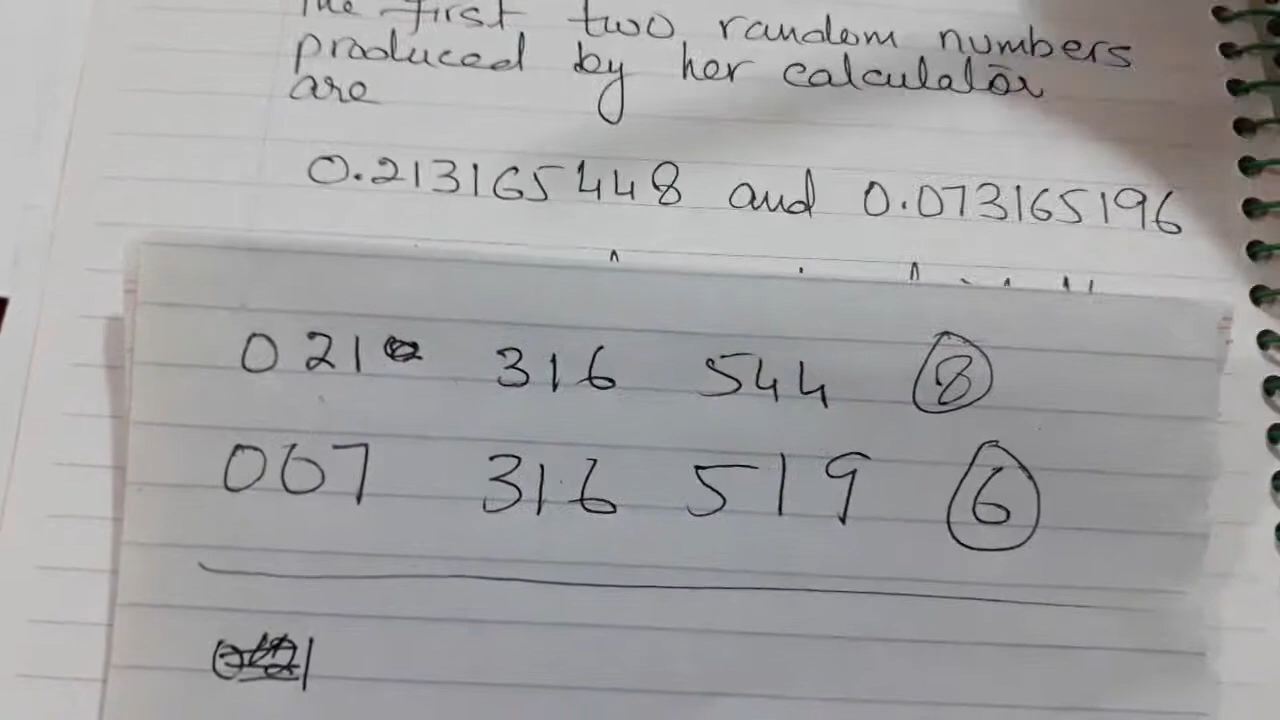 The first two random numbers
produced by her calculator
are
0.213165448 and 0.073165196
021 316 544 8
007 316 519 6